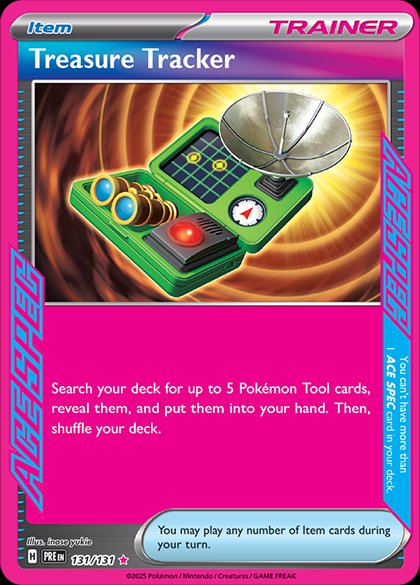 Item
TRAINER
Treasure Tracker
ACE SPEC
ACE SPEC
You can't have more than
1 ACE SPEC card in your deck.
Search your deck for up to 5 Pokémon Tool cards,
reveal them, and put them into your hand. Then,
shuffle your deck.
Illus. inose yukie
H PRE EN 131/131
You may play any number of Item cards during
your turn.
©2025 Pokémon / Nintendo / Creatures / GAME FREAK